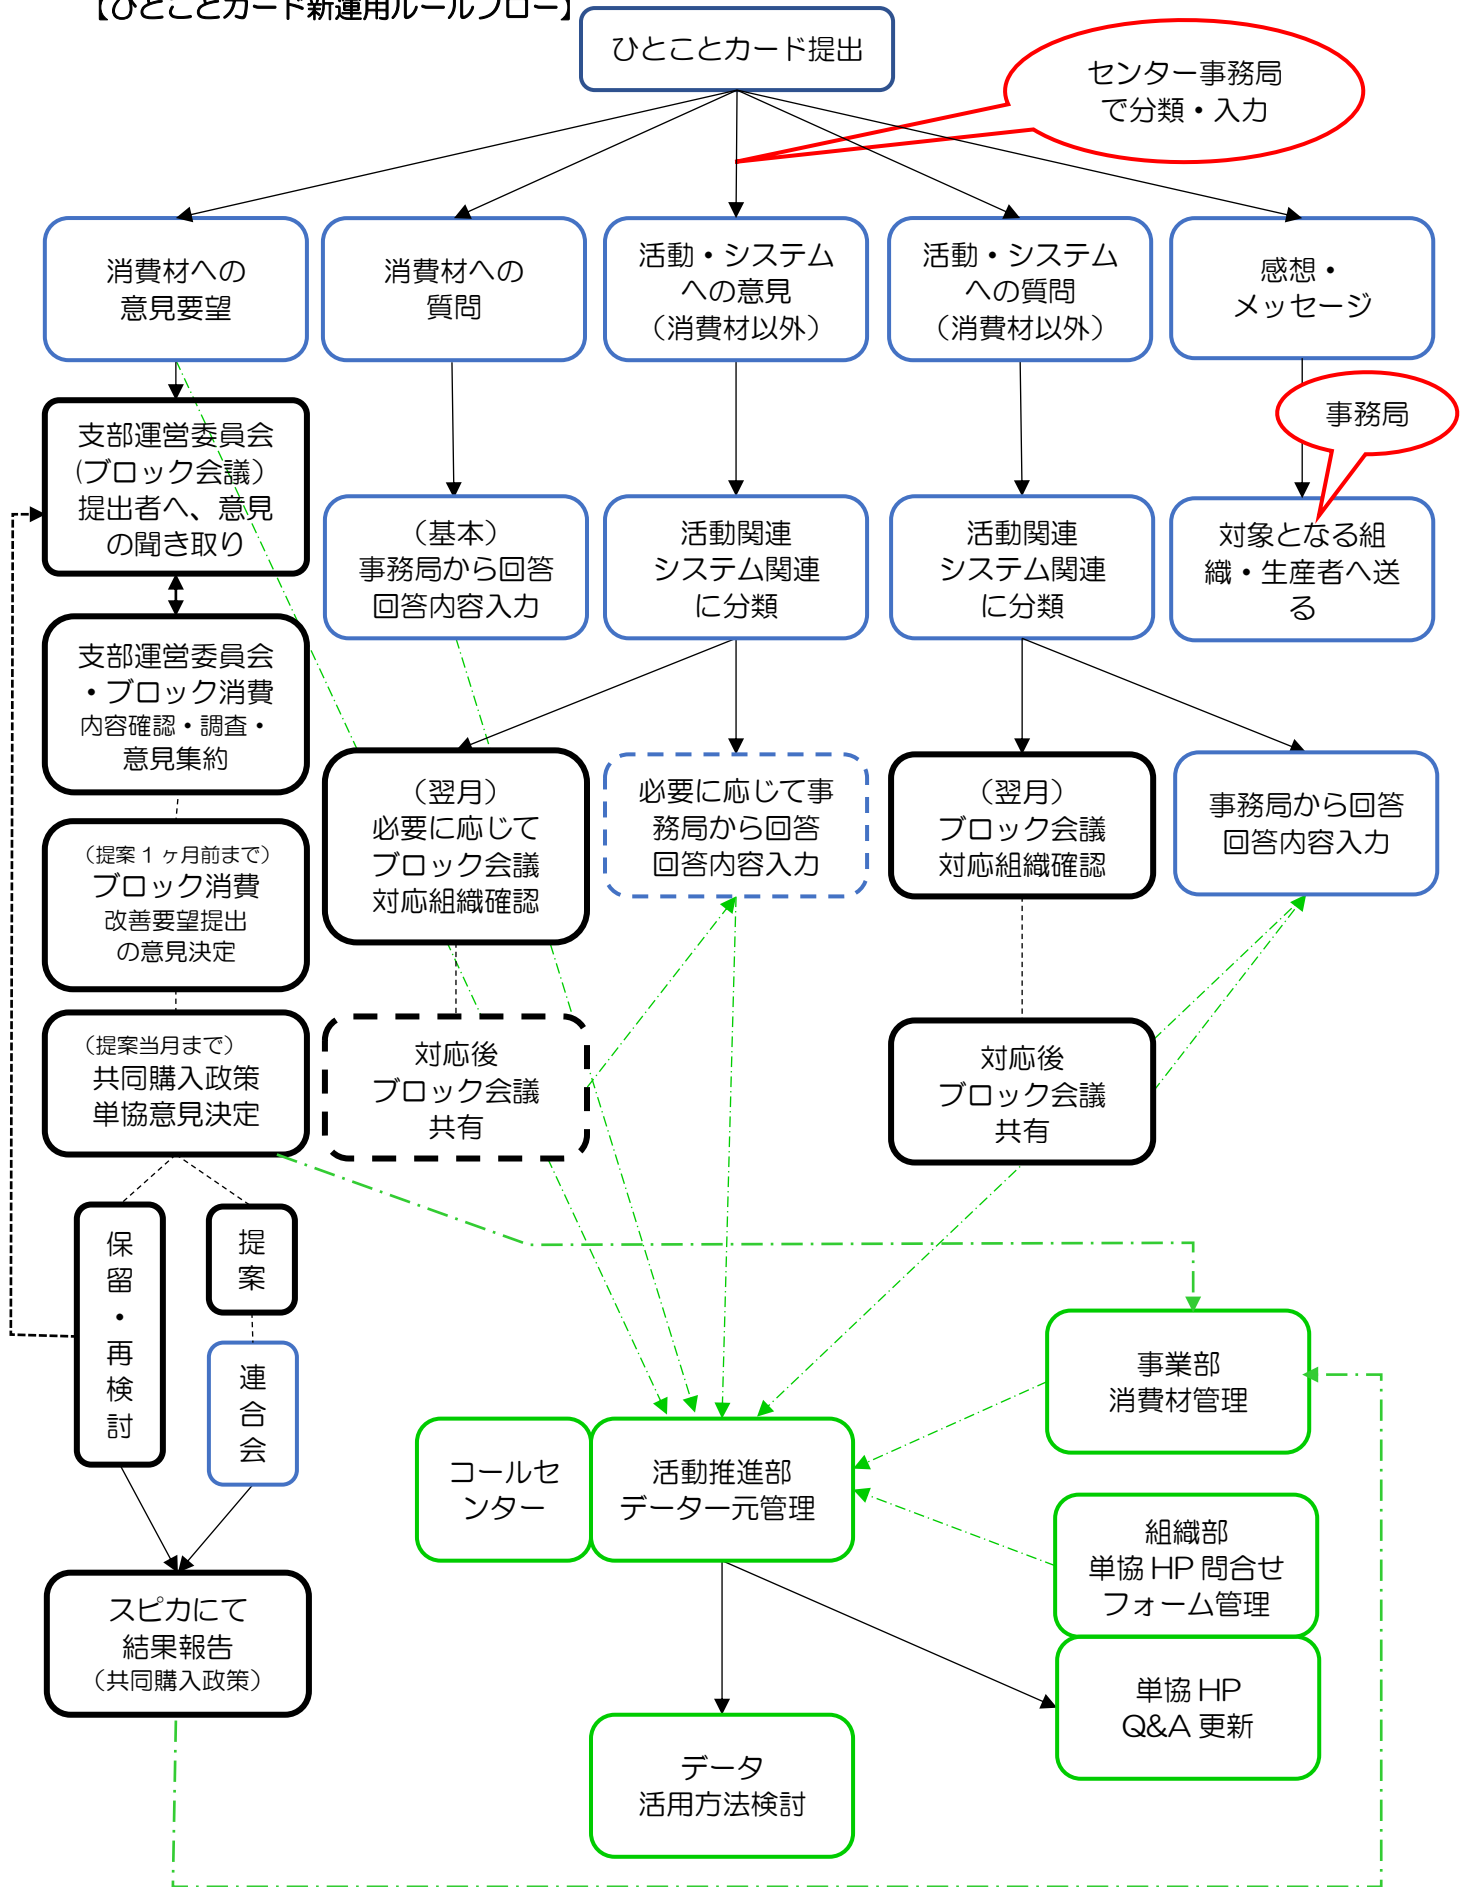 【ひとことカード新運用ルールフロー】
ひとことカード提出
センター事務局
で分類・入力
消費材への
意見要望
消費材への
質問
活動・システム
への意見
（消費材以外）
活動・システム
への質問
（消費材以外）
感想・
メッセージ
事務局
支部運営委員会
(ブロック会議）
提出者へ、意見
の聞き取り
（基本）
事務局から回答
回答内容入力
活動関連
システム関連
に分類
活動関連
システム関連
に分類
対象となる組
織・生産者へ送
る
支部運営委員会
・ブロック消費
内容確認・調査・
意見集約
（翌月）
必要に応じて
ブロック会議
対応組織確認
必要に応じて事
務局から回答
回答内容入力
（翌月）
ブロック会議
対応組織確認
事務局から回答
回答内容入力
（提案１ヶ月前まで）
ブロック消費
改善要望提出
の意見決定
（提案当月まで）
共同購入政策
単協意見決定
対応後
ブロック会議
共有
対応後
ブロック会議
共有
保
留
・
再
検
討
提
案
連
合
会
事業部
消費材管理
コールセ
ンター
活動推進部
データ一元管理
組織部
単協 HP 問合せ
フォーム管理
スピカにて
結果報告
（共同購入政策）
単協 HP
Q&A 更新
データ
活用方法検討